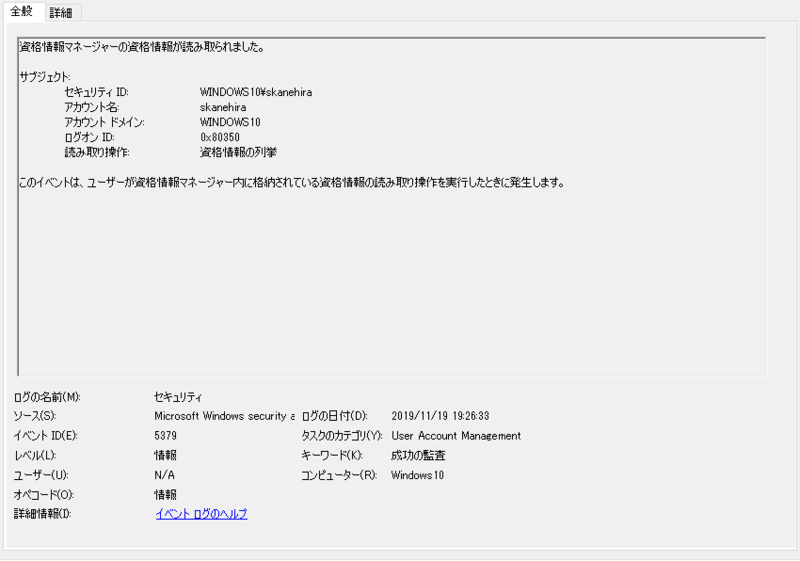 全般 詳細
資格情報マネージャーの資格情報が読み取られました。
サブジェクト:
セキュリティ ID: WINDOWS10¥skanehira
アカウント名: skanehira
アカウント ドメイン: WINDOWS10
ログオン ID: 0x80350
読み取り操作: 資格情報の列挙
このイベントは、ユーザーが資格情報マネージャー内に格納されている資格情報の読み取り操作を実行したときに発生します。
ログの名前(M): セキュリティ
ソース(S): Microsoft Windows security a ログの日付(D): 2019/11/19 19:26:33
イベント ID(E): 5379 タスクのカテゴリ(Y): User Account Management
レベル(L): 情報 キーワード(K): 成功の監査
ユーザー(U): N/A コンピューター(R): Windows10
オペコード(O): 情報
詳細情報(I): イベント ログのヘルプ